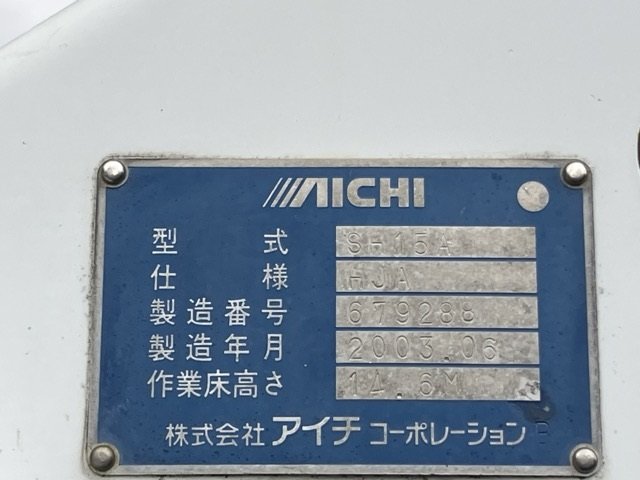 AICHI
型式 SH15A
仕様 HJA
製造番号 679288
製造年月 2003.06
作業床高さ 14.6M
株式会社 アイチ コーポレーション